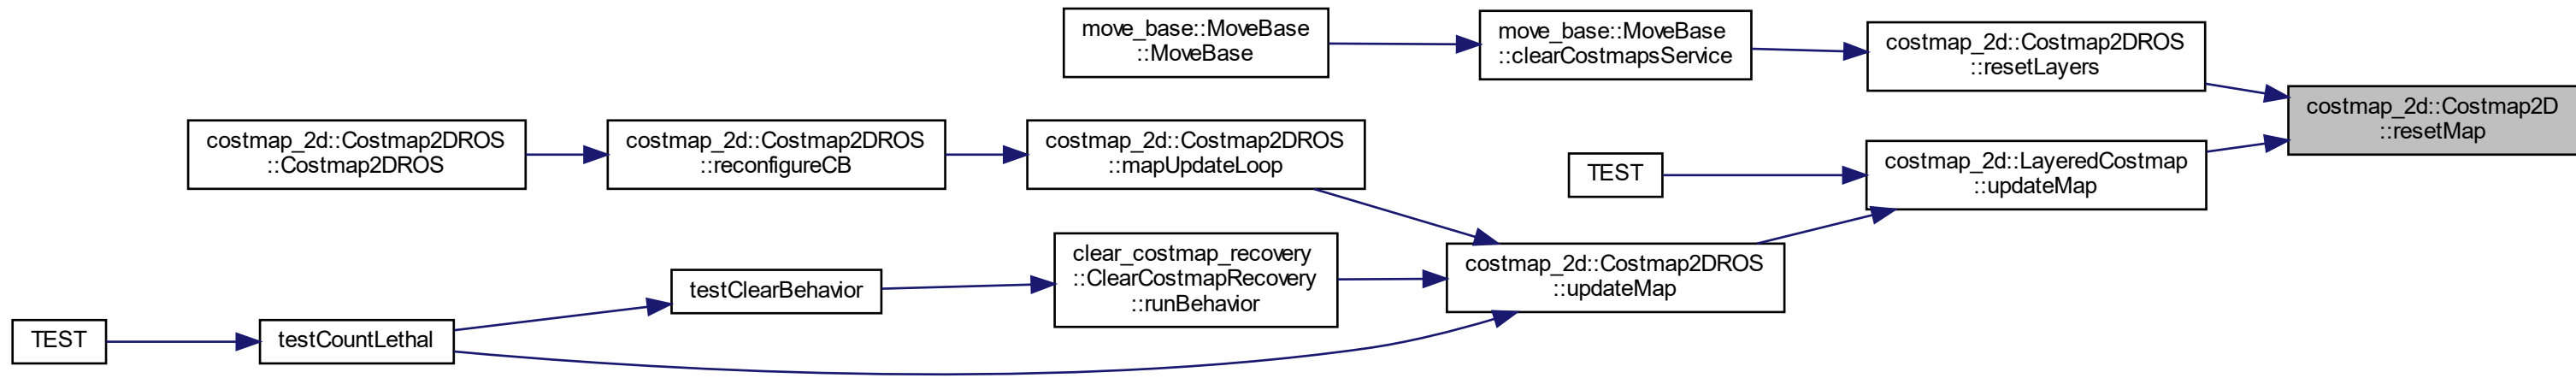 move_base::MoveBase
::MoveBase
move_base::MoveBase
::clearCostmapsService
costmap_2d::Costmap2DROS
::resetLayers
costmap_2d::Costmap2D
::resetMap
costmap_2d::Costmap2DROS
::Costmap2DROS
costmap_2d::Costmap2DROS
::reconfigureCB
costmap_2d::Costmap2DROS
::mapUpdateLoop
TEST
costmap_2d::LayeredCostmap
::updateMap
clear_costmap_recovery
::ClearCostmapRecovery
::runBehavior
costmap_2d::Costmap2DROS
::updateMap
testClearBehavior
TEST
testCountLethal